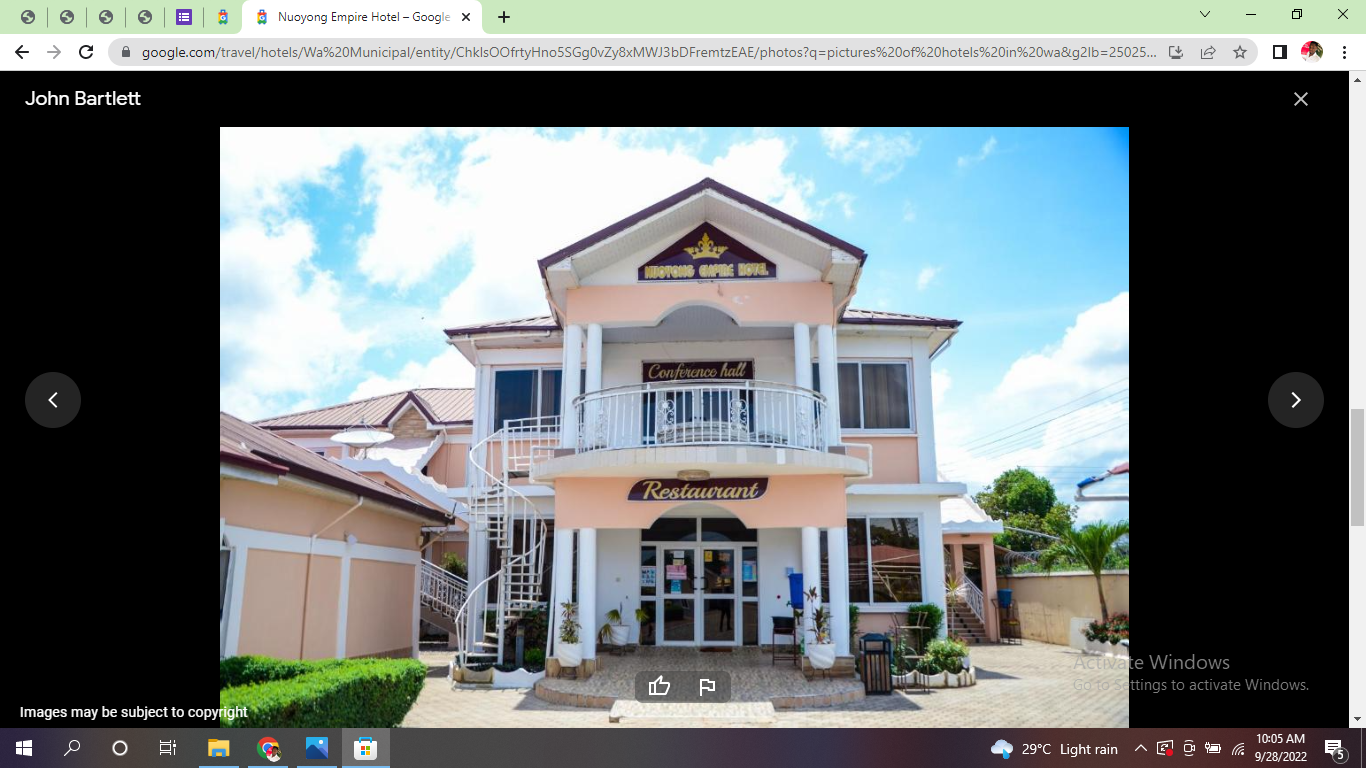 Nuoyong Empire Hotel – Google
google.com/travel/hotels/Wa%20Municipal/entity/ChkIsOOfrtyHno5SGg0vZy8xMWJ3bDFremtzEAE/photos?q=pictures%20of%20hotels%20in%20wa&g2lb=25025...
John Bartlett
NUOYONG EMPIRE HOTEL
Conference hall
Restaurant
Activate Windows
Go to Settings to activate Windows.
Images may be subject to copyright
29°C Light rain
10:05 AM
9/28/2022
5